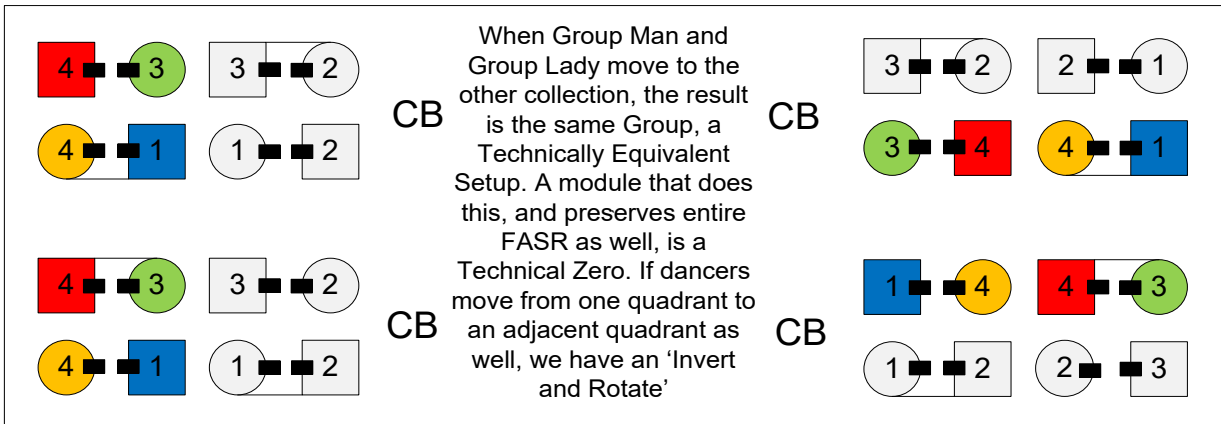 4 3 3 2
4 1 1 2
CB
When Group Man and
Group Lady move to the
other collection, the result
is the same Group, a
Technically Equivalent
Setup. A module that does
this, and preserves entire
FASR as well, is a
Technical Zero. If dancers
move from one quadrant to
an adjacent quadrant as
well, we have an ‘Invert
and Rotate’
CB
3 2 2 1
3 4 4 1
4 3 3 2
4 1 1 2
CB
CB
1 4 4 3
1 2 2 3